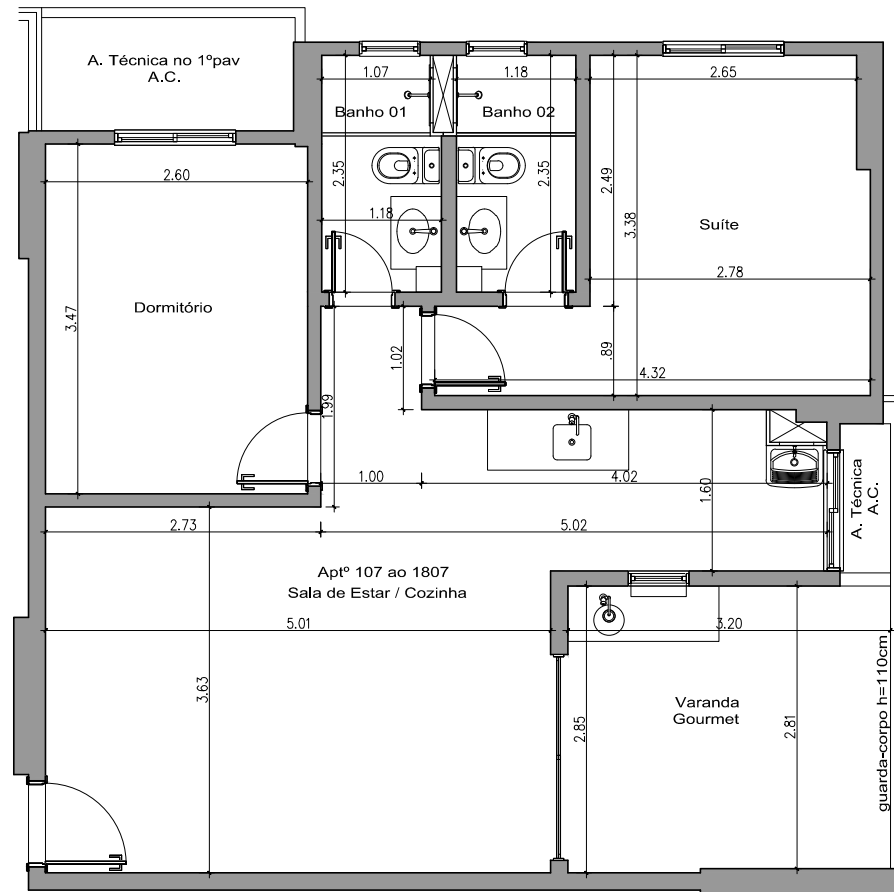 A. Técnica no 1ºpav
A.C.
1.07
1.18
2.65
Banho 01
Banho 02
2.60
2.35
2.35
2.49
3.38
1.18
Suíte
2.78
Dormitório
3.47
1.02
.89
4.32
1.99
1.00
4.02
1.60
A. Técnica
A.C.
2.73
5.02
Aptº 107 ao 1807
Sala de Estar / Cozinha
5.01
3.20
3.63
Varanda
Gourmet
2.85
2.81
guarda-corpo h=110cm